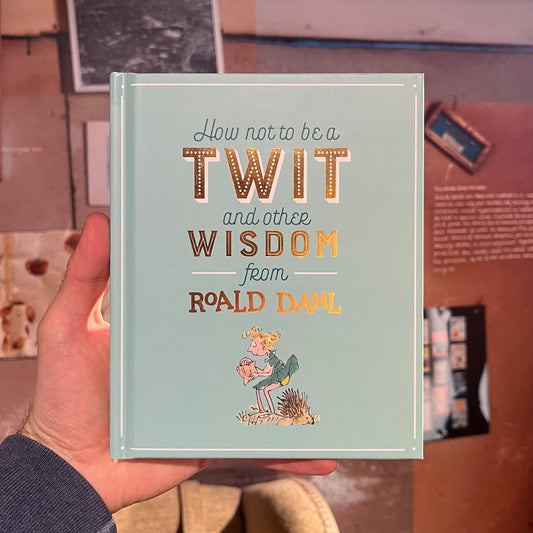 How not to be a
TWIT
and other
WISDOM
from
ROALD DAHL